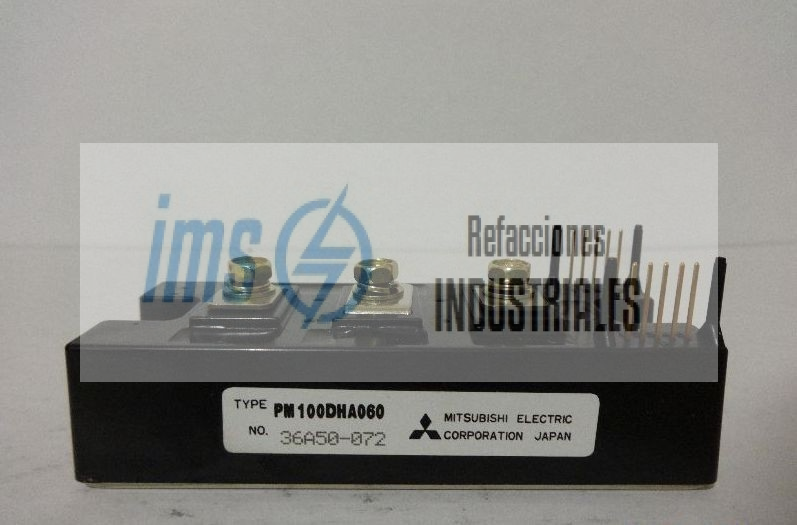 ims
Refacciones
INDUSTRIALES
TYPE PM100DHA060
NO. 36A50-072
MITSUBISHI ELECTRIC
CORPORATION JAPAN